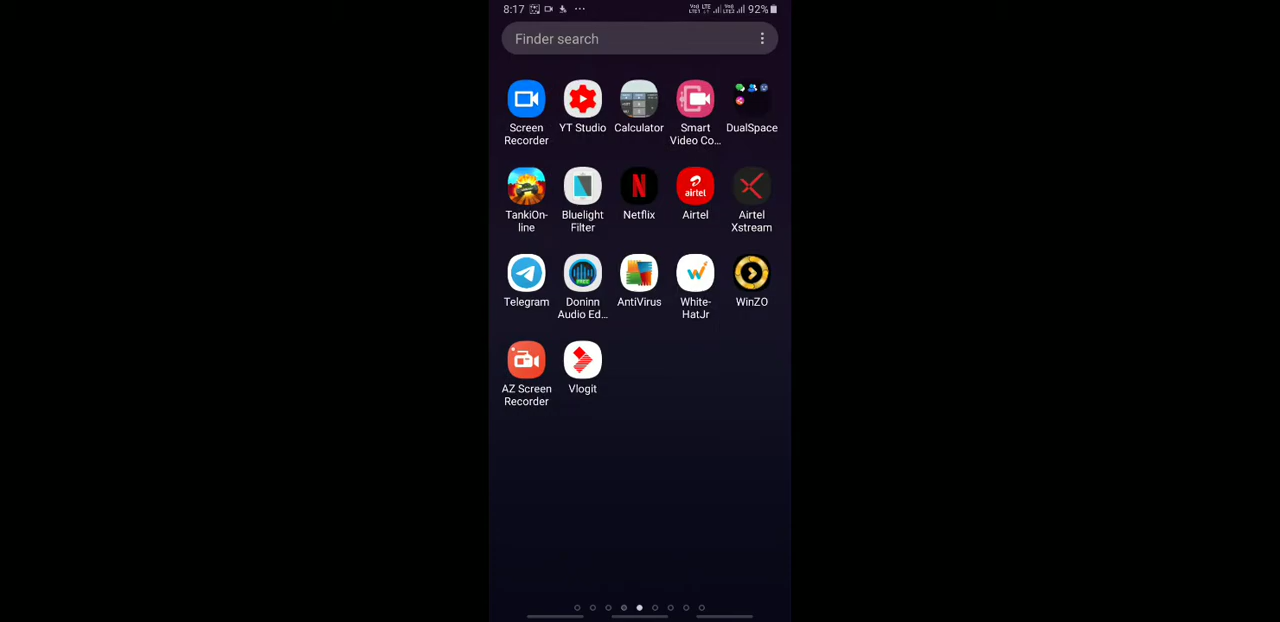 8:17 92%
Finder search
Screen Recorder
YT Studio
Calculator
Smart Video Co...
DualSpace
TankiOn-
line
Bluelight Filter
Netflix
airtel
Airtel
Airtel Xstream
Telegram
Doninn Audio Ed...
AntiVirus
White-
HatJr
WinZO
AZ Screen Recorder
Vlogit